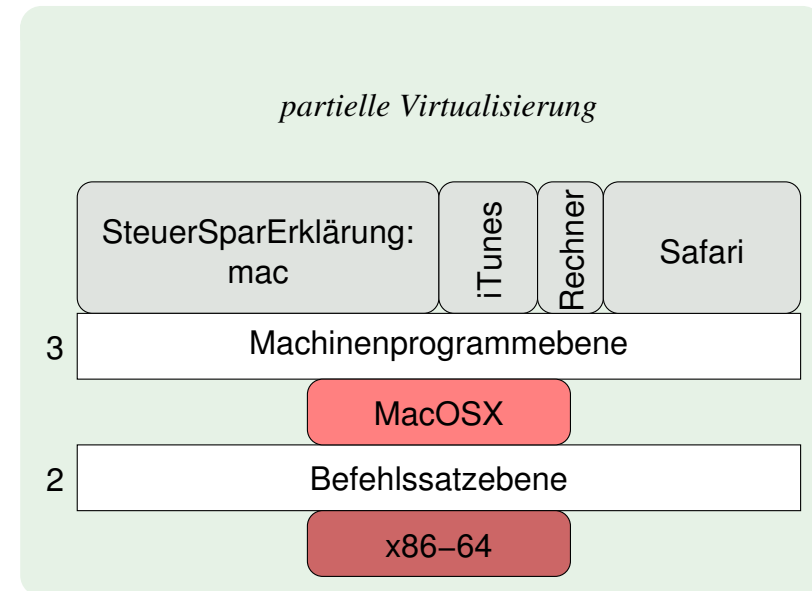 partielle Virtualisierung
SteuerSparErklärung:
mac
iTunes
Rechner
Safari
3
Machinenprogrammebene
MacOSX
2
Befehlssatzebene
x86−64